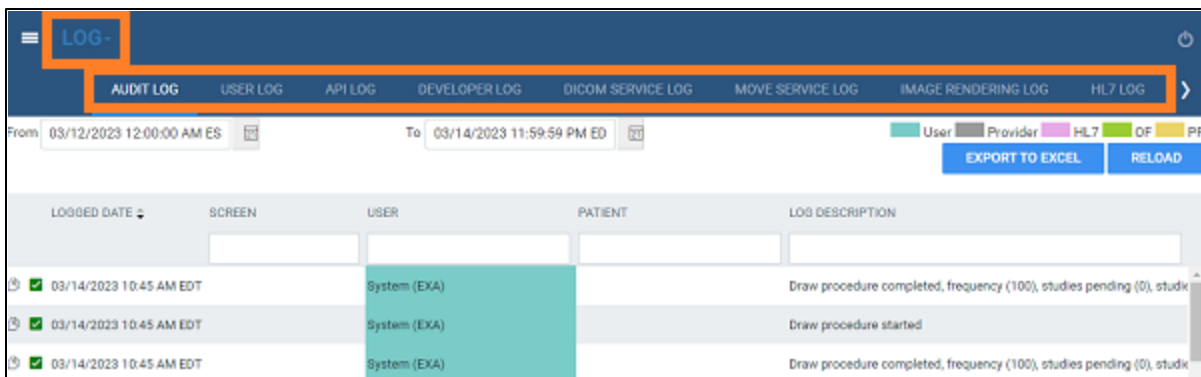 LOG
AUDIT LOG USER LOG API LOG DEVELOPER LOG DICOM SERVICE LOG MOVE SERVICE LOG IMAGE RENDERING LOG HL7 LOG
From 03/12/2023 12:00:00 AM ES To 03/14/2023 11:59:59 PM ED User Provider HL7 OF PF
EXPORT TO EXCEL RELOAD
LOGGED DATE SCREEN USER PATIENT LOG DESCRIPTION
03/14/2023 10:45 AM EDT System (EXA) Draw procedure completed, frequency (100), studies pending (0), studie
03/14/2023 10:45 AM EDT System (EXA) Draw procedure started
03/14/2023 10:45 AM EDT System (EXA) Draw procedure completed, frequency (100), studies pending (0), studie